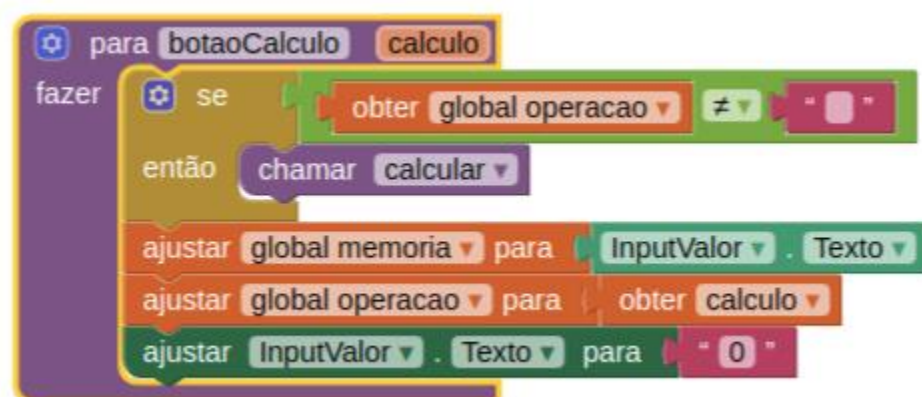 para botaoCalculo calculo
fazer se obter global operacao ≠ “ ”
então chamar calcular
ajustar global memoria para InputValor . Texto
ajustar global operacao para obter calculo
ajustar InputValor . Texto para “ 0 ”